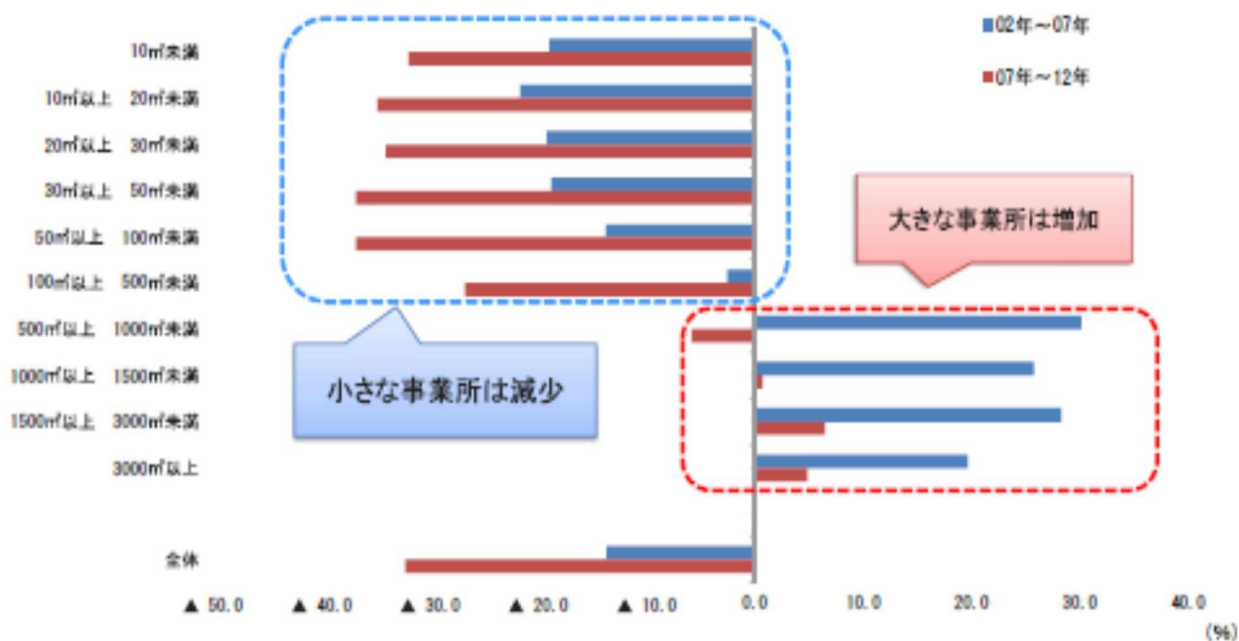 02年～07年
07年～12年
10㎡未満
10㎡以上 20㎡未満
20㎡以上 30㎡未満
30㎡以上 50㎡未満
50㎡以上 100㎡未満
100㎡以上 500㎡未満
500㎡以上 1000㎡未満
1000㎡以上 1500㎡未満
1500㎡以上 3000㎡未満
3000㎡以上
全体
大きな事業所は増加
小さな事業所は減少
▲ 50.0 ▲ 40.0 ▲ 30.0 ▲ 20.0 ▲ 10.0 0.0 10.0 20.0 30.0 40.0
(%)